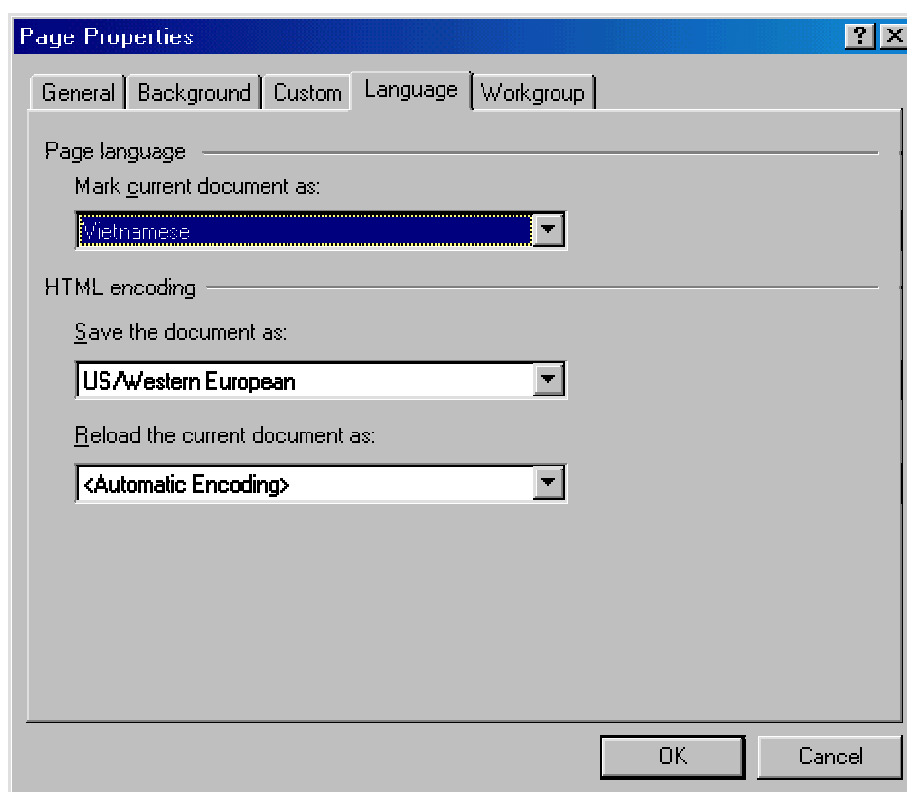 Page Properties
General Background Custom Language Workgroup
Page language
Mark current document as:
Vietnamese
HTML encoding
Save the document as:
US/Western European
Reload the current document as:
<Automatic Encoding>
OK Cancel